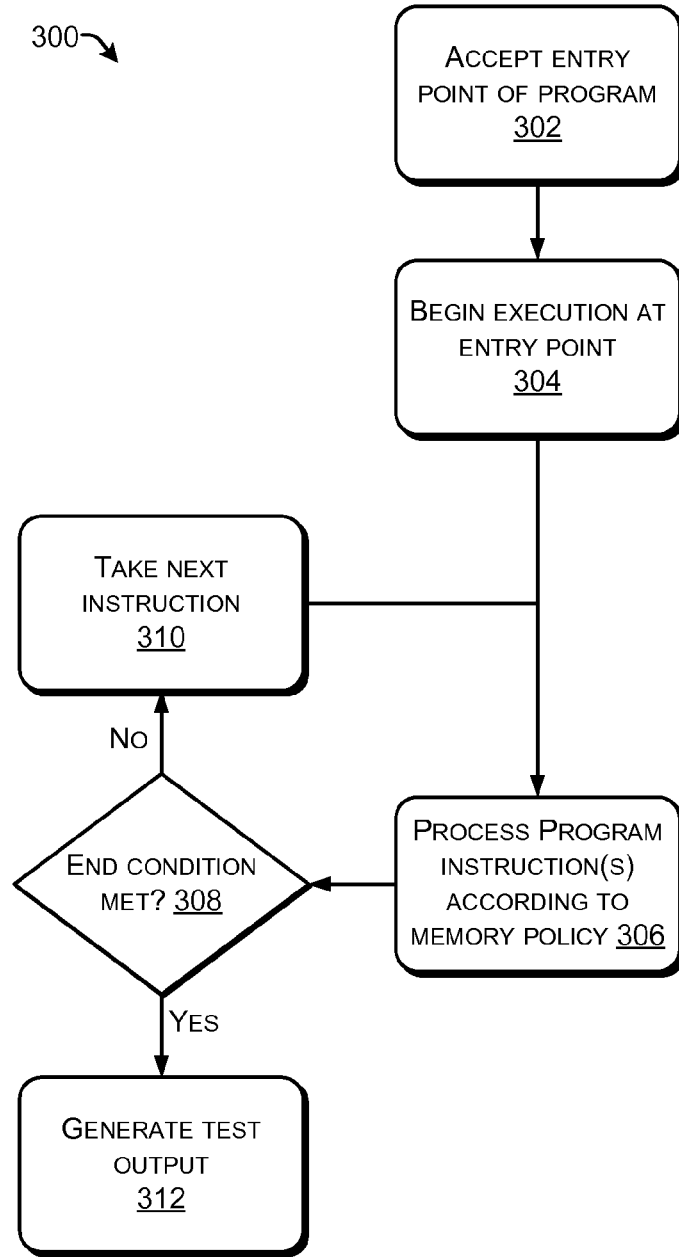 300
ACCEPT ENTRY
POINT OF PROGRAM
302
BEGIN EXECUTION AT
ENTRY POINT
304
TAKE NEXT
INSTRUCTION
310
NO
END CONDITION
MET? 308
PROCESS PROGRAM
INSTRUCTION(S)
ACCORDING TO
MEMORY POLICY 306
YES
GENERATE TEST
OUTPUT
312